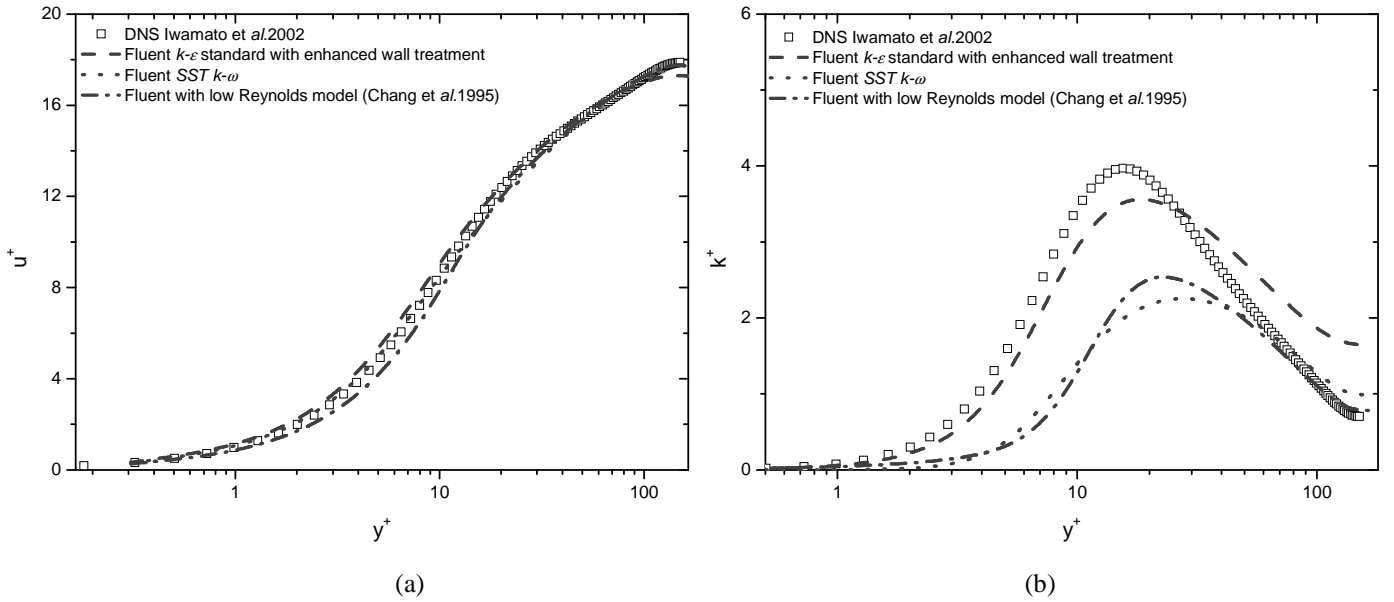 20
16
12
8
4
0
u+
1
10
100
y+
DNS Iwamato et al.2002
Fluent k-ε standard with enhanced wall treatment
Fluent SST k-ω
Fluent with low Reynolds model (Chang et al.1995)
(a)
6
4
2
0
k+
1
10
100
y+
DNS Iwamato et al.2002
Fluent k-ε standard with enhanced wall treatment
Fluent SST k-ω
Fluent with low Reynolds model (Chang et al.1995)
(b)